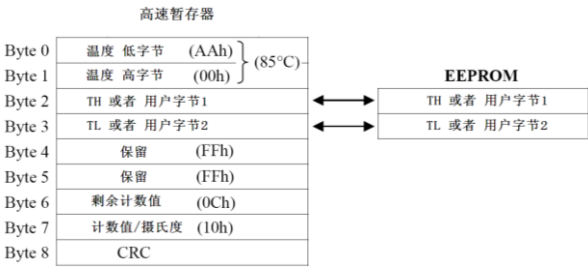 高速暂存器
Byte 0 温度 低字节 (AAh)
(85°C)
Byte 1 温度 高字节 (00h)
EEPROM
Byte 2 TH 或者 用户字节1 TH 或者 用户字节1
Byte 3 TL 或者 用户字节2 TL 或者 用户字节2
Byte 4 保留 (FFh)
Byte 5 保留 (FFh)
Byte 6 剩余计数值 (0Ch)
Byte 7 计数值/摄氏度 (10h)
Byte 8 CRC